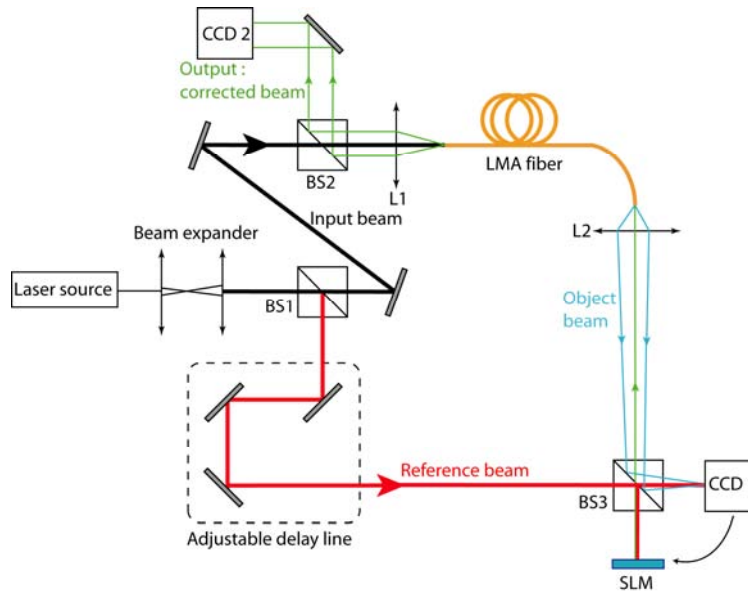 CCD 2
Output :
corrected beam
BS2
L1
LMA fiber
Input beam
L2
Beam expander
Laser source
BS1
Object
beam
Reference beam
BS3
CCD
Adjustable delay line
SLM